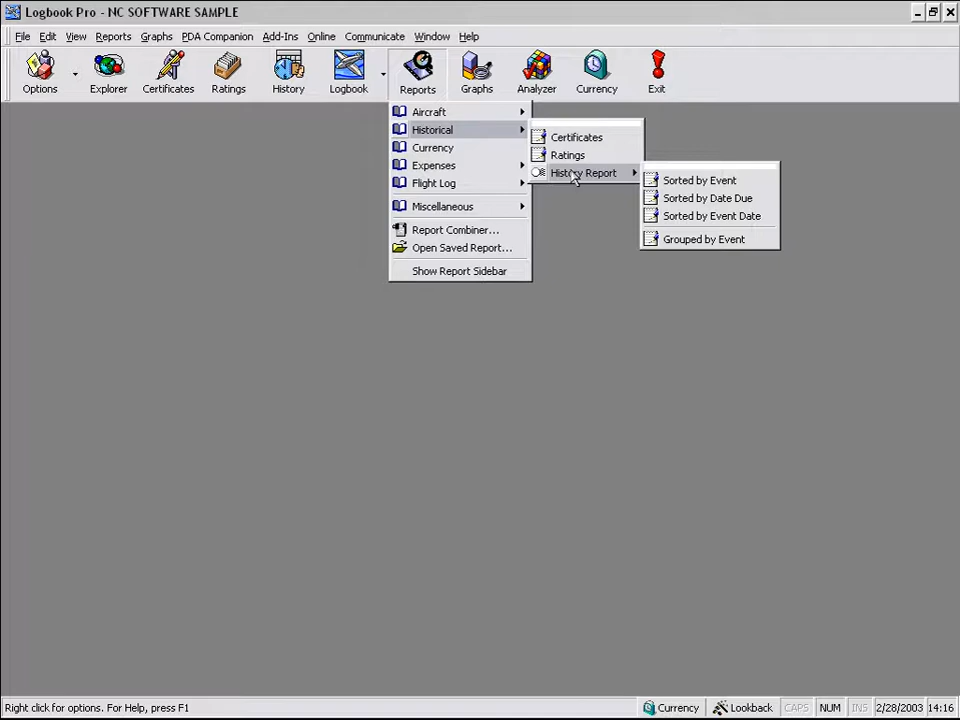 Logbook Pro - NC SOFTWARE SAMPLE
File Edit View Reports Graphs PDA Companion Add-Ins Online Communicate Window Help
Options Explorer Certificates Ratings History Logbook Reports Graphs Analyzer Currency Exit
Aircraft
Historical
Currency
Expenses
Flight Log
Miscellaneous
Report Combiner...
Open Saved Report...
Show Report Sidebar
Certificates
Ratings
History Report
Sorted by Event
Sorted by Date Due
Sorted by Event Date
Grouped by Event
Right click for options. For Help, press F1 Currency Lookback CAPS NUM INS 2/28/2003 14:16